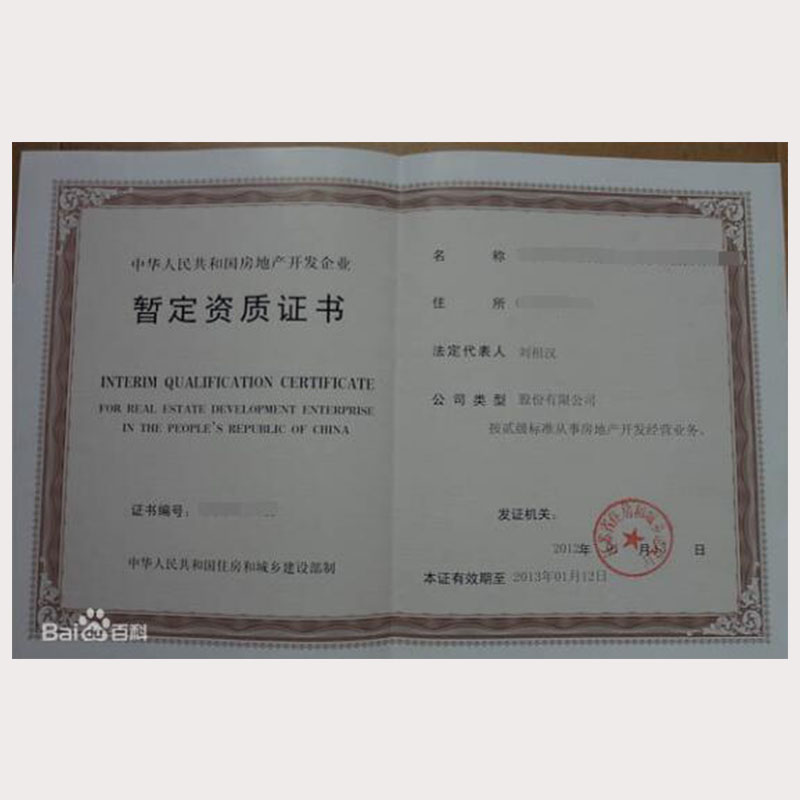 中华人民共和国房地产开发企业
暂定资质证书
INTERIM QUALIFICATION CERTIFICATE
FOR REAL ESTATE DEVELOPMENT ENTERPRISE
IN THE PEOPLE'S REPUBLIC OF CHINA
证书编号：
中华人民共和国住房和城乡建设部制
名称
住所
法定代表人 刘祖汉
公司类型 股份有限公司
按贰级标准从事房地产开发经营业务。
发证机关：
2012年 月 日
本证有效期至 2013年01月12日
Bai du 百科